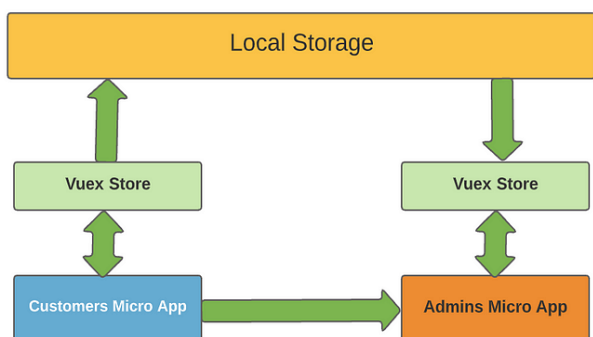 Local Storage
Vuex Store
Vuex Store
Customers Micro App
Admins Micro App